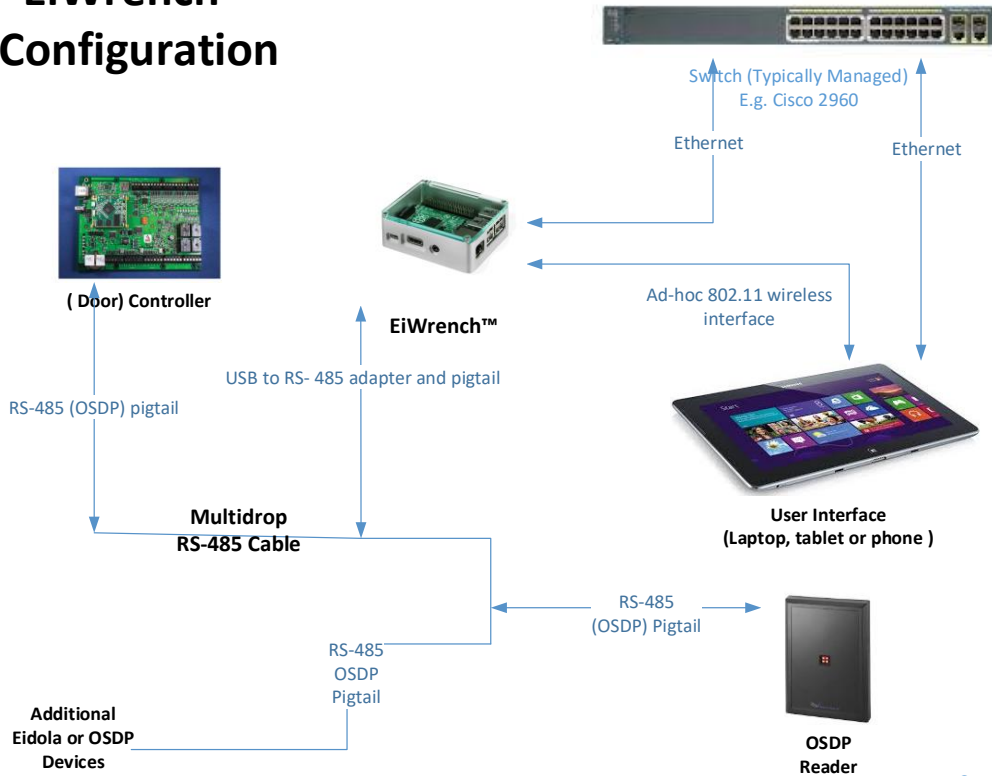 EiWrench
Configuration
Switch (Typically Managed)
E.g. Cisco 2960
Ethernet
Ethernet
( Door) Controller
EiWrench™
Ad-hoc 802.11 wireless
interface
USB to RS- 485 adapter and pigtail
RS-485 (OSDP) pigtail
Start
User Interface
(Laptop, tablet or phone )
Multidrop
RS-485 Cable
RS-485
(OSDP) Pigtail
RS-485
OSDP
Pigtail
Additional
Eidola or OSDP
Devices
OSDP
Reader